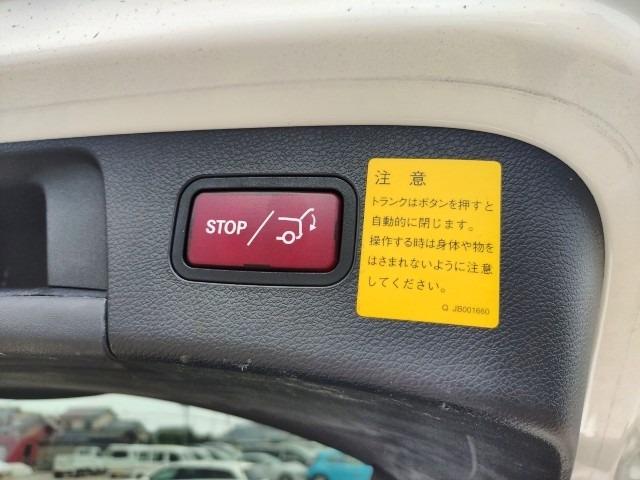 STOP/
注 意
トランクはボタンを押すと
自動的に閉じます。
操作する時は身体や物を
はさまれないように注意
してください。
Q JB001660